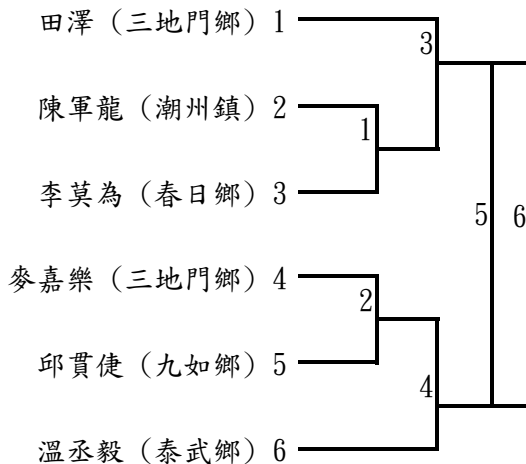 田澤 (三地門鄉) 1
3
陳軍龍 (潮州鎮) 2
1
李莫為 (春日鄉) 3
5
6
麥嘉樂 (三地門鄉) 4
2
邱貫倢 (九如鄉) 5
4
溫丞毅 (泰武鄉) 6